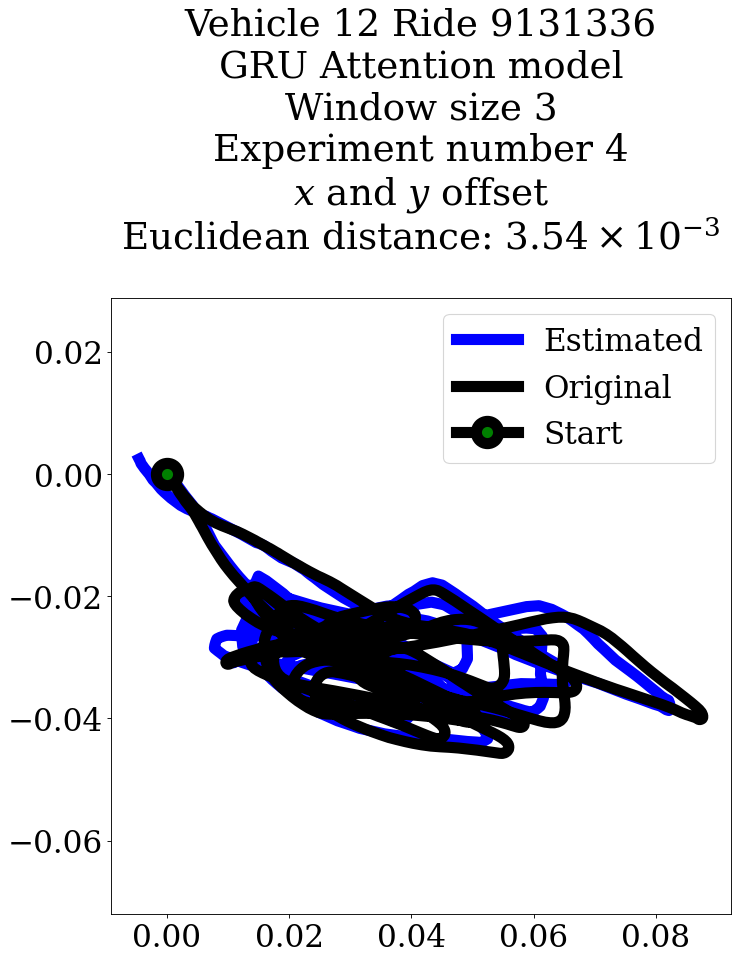 Vehicle 12 Ride 9131336
GRU Attention model
Window size 3
Experiment number 4
x and y offset
Euclidean distance: 3.54 × 10⁻³
Estimated
Original
Start
0.02
0.00
−0.02
−0.04
−0.06
0.00 0.02 0.04 0.06 0.08